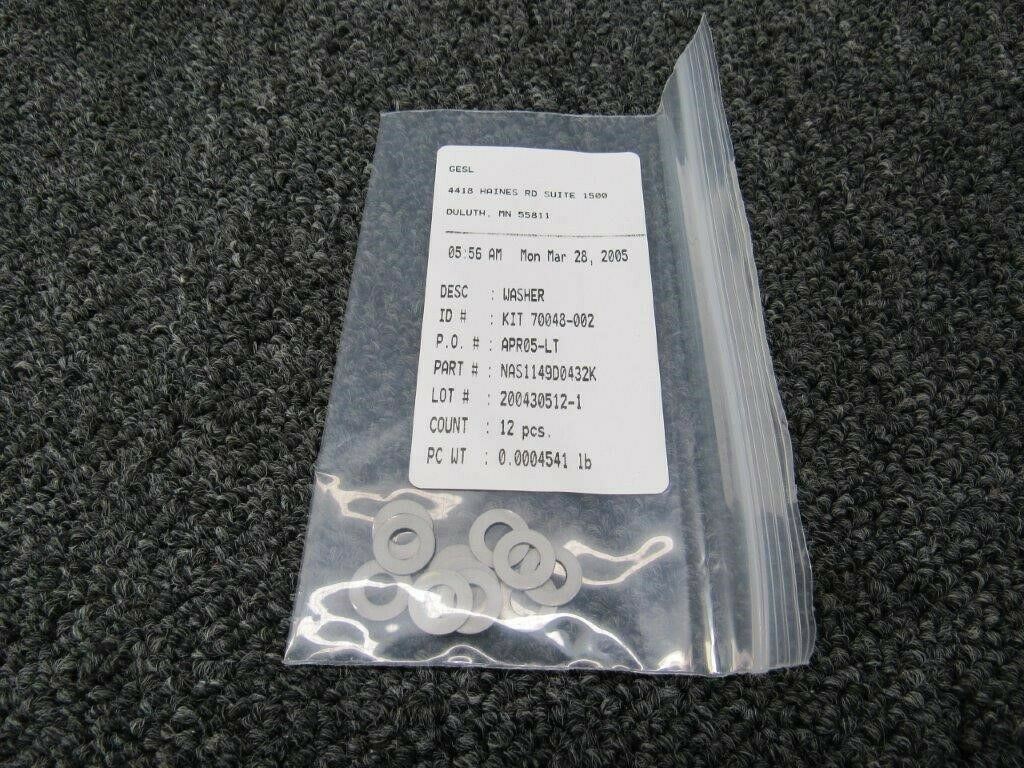 GESL
4418 HAINES RD SUITE 1500
DULUTH, MN 55811
05:56 AM Mon Mar 28, 2005
DESC : WASHER
ID # : KIT 70048-002
P.O. # : APR05-LT
PART # : NAS1149D0432K
LOT # : 200430512-1
COUNT : 12 pcs.
PC WT : 0.0004541 lb